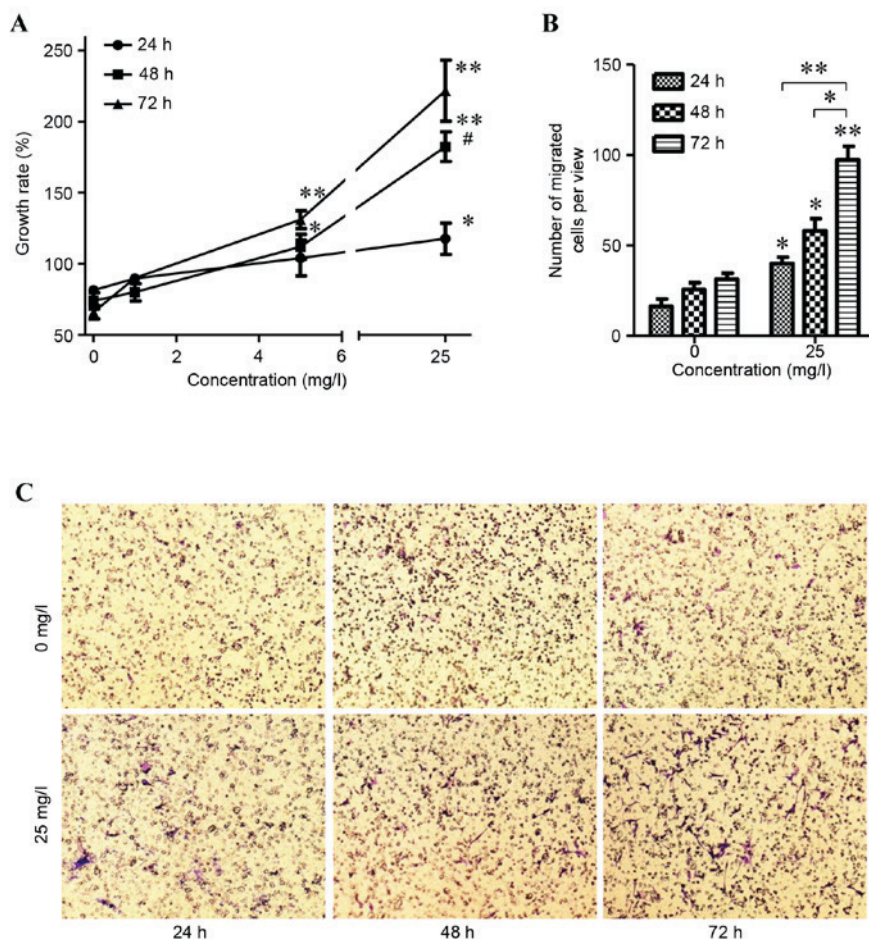 A
24 h
48 h
72 h
Growth rate (%)
250
200
150
100
50
0
2
4
6
25
Concentration (mg/l)
**
**
#
*
**
*
B
24 h
48 h
72 h
Number of migrated
cells per view
150
100
50
0
0
25
Concentration (mg/l)
**
*
**
*
*
C
0 mg/l
25 mg/l
24 h
48 h
72 h